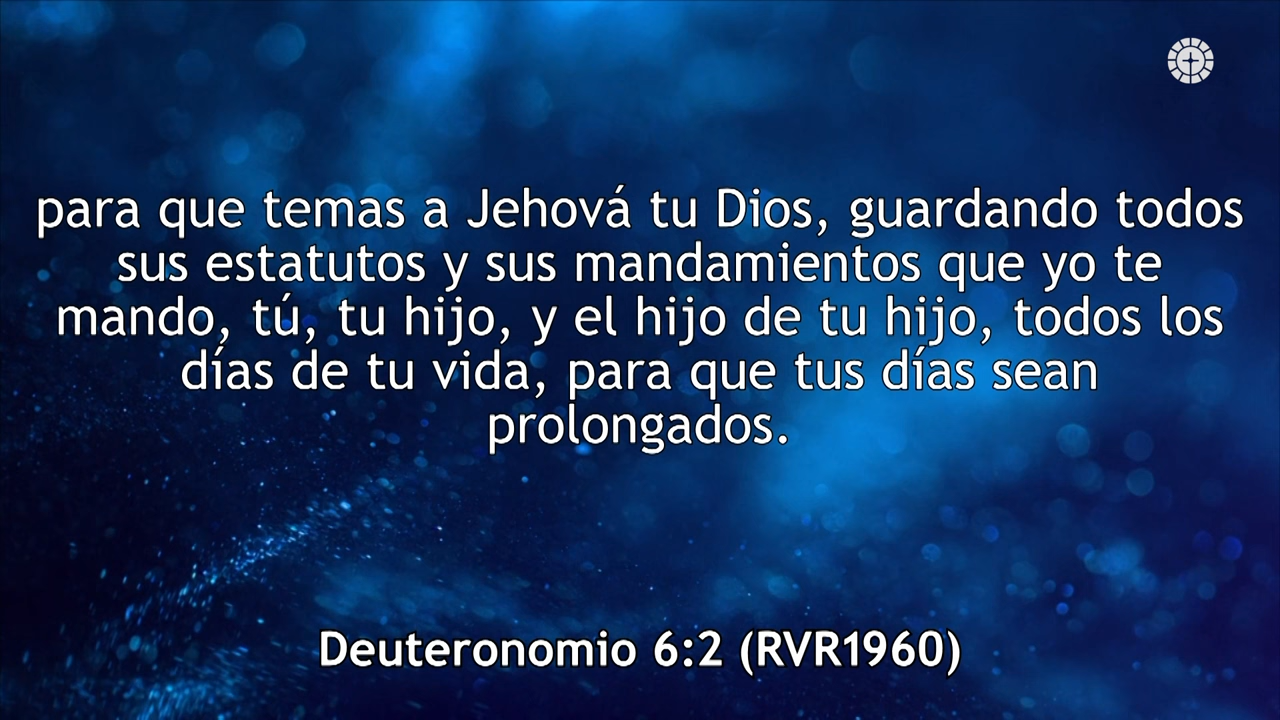 para que temas a Jehová tu Dios, guardando todos
sus estatutos y sus mandamientos que yo te
mando, tú, tu hijo, y el hijo de tu hijo, todos los
días de tu vida, para que tus días sean
prolongados.
Deuteronomio 6:2 (RVR1960)